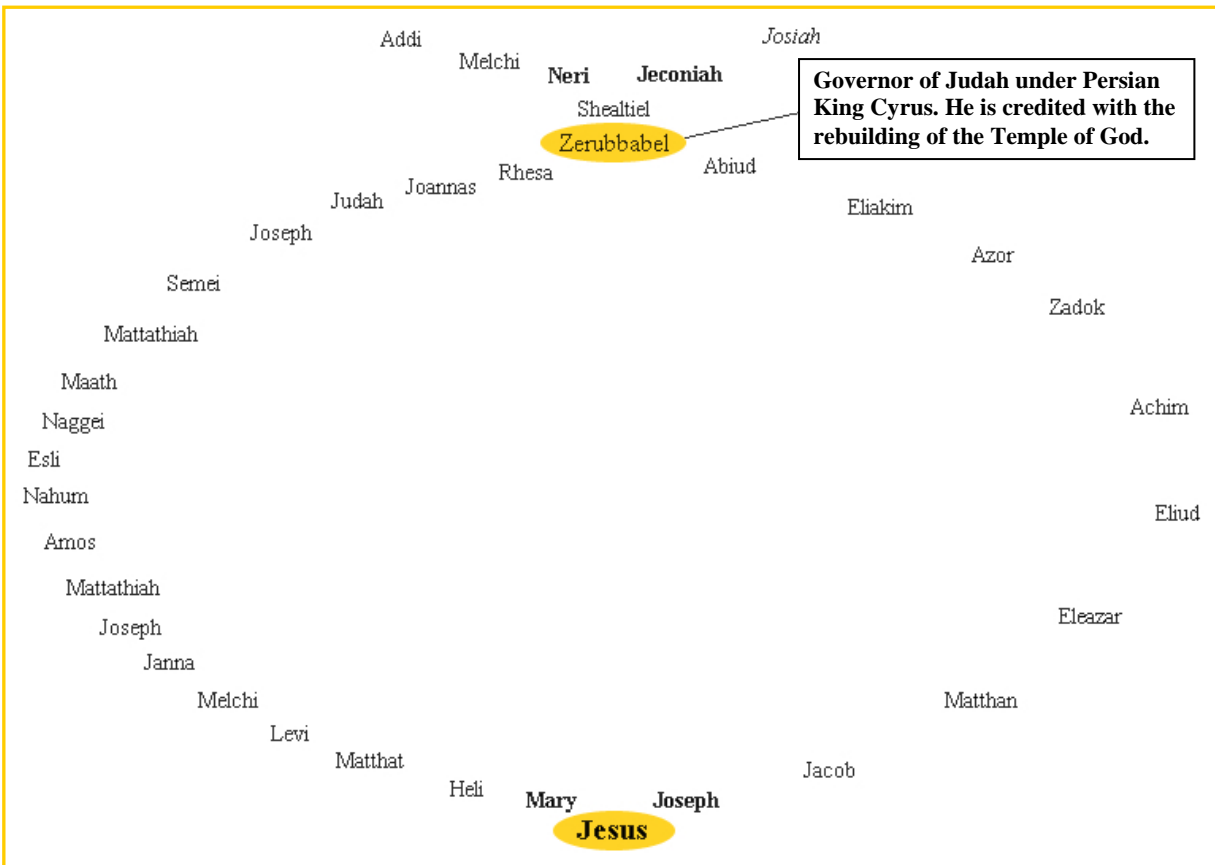 Addi
Josiah
Melchi
Neri
Jeconiah
Governor of Judah under Persian
King Cyrus. He is credited with the
rebuilding of the Temple of God.
Shealtiel
Zerubbabel
Rhesa
Abiud
Joannas
Judah
Eliakim
Joseph
Azor
Semei
Zadok
Mattathiah
Maath
Achim
Naggei
Esli
Nahum
Eliud
Amos
Mattathiah
Eleazar
Joseph
Janna
Melchi
Matthan
Levi
Matthat
Jacob
Heli
Mary
Joseph
Jesus